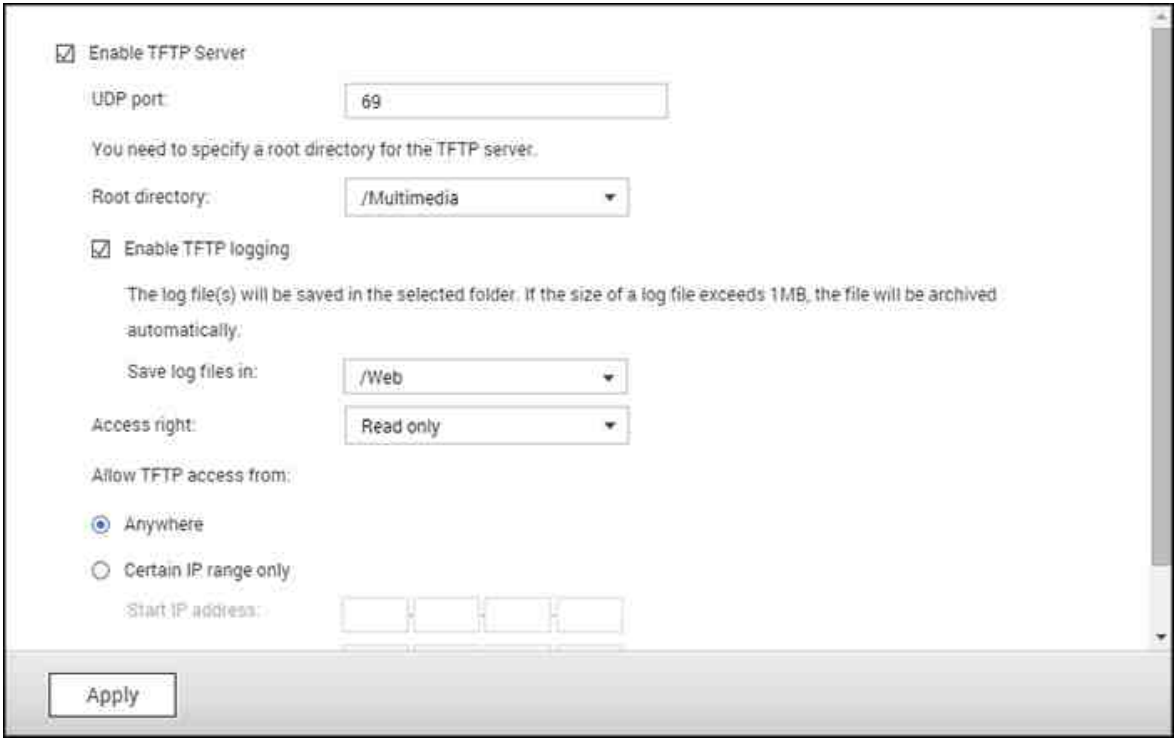 Enable TFTP Server
UDP port: 69
You need to specify a root directory for the TFTP server.
Root directory: /Multimedia
Enable TFTP logging
The log file(s) will be saved in the selected folder. If the size of a log file exceeds 1MB, the file will be archived
automatically.
Save log files in: /Web
Access right: Read only
Allow TFTP access from:
Anywhere
Certain IP range only
Start IP address:
Apply